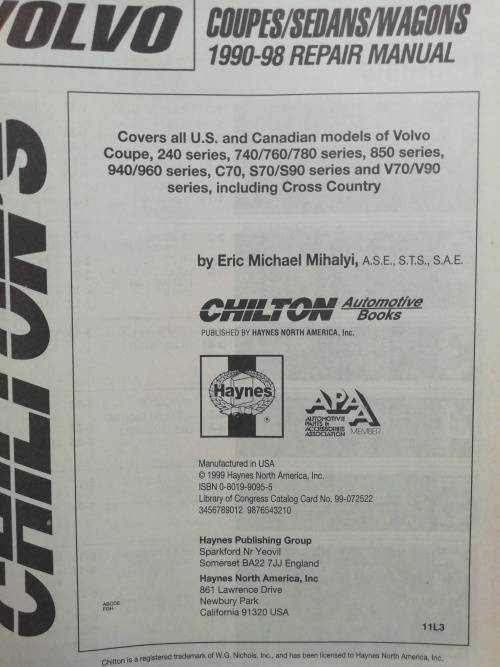 VOLVO
COUPES/SEDANS/WAGONS
1990-98 REPAIR MANUAL
CHILTON'S
Covers all U.S. and Canadian models of Volvo
Coupe, 240 series, 740/760/780 series, 850 series,
940/960 series, C70, S70/S90 series and V70/V90
series, including Cross Country
by Eric Michael Mihalyi, A.S.E., S.T.S., S.A.E.
CHILTON Automotive
Books
PUBLISHED BY HAYNES NORTH AMERICA, Inc.
Haynes
®
APAA
AUTOMOTIVE
PARTS &
ACCESSORIES
ASSOCIATION MEMBER
Manufactured in USA
© 1999 Haynes North America, Inc.
ISBN 0-8019-9095-5
Library of Congress Catalog Card No. 99-072522
3456789012 9876543210
Haynes Publishing Group
Sparkford Nr Yeovil
Somerset BA22 7JJ England
Haynes North America, Inc
861 Lawrence Drive
Newbury Park
California 91320 USA
ABCDE
FGH
11L3
Chilton is a registered trademark of W.G. Nichols, Inc., and has been licensed to Haynes North America, Inc.